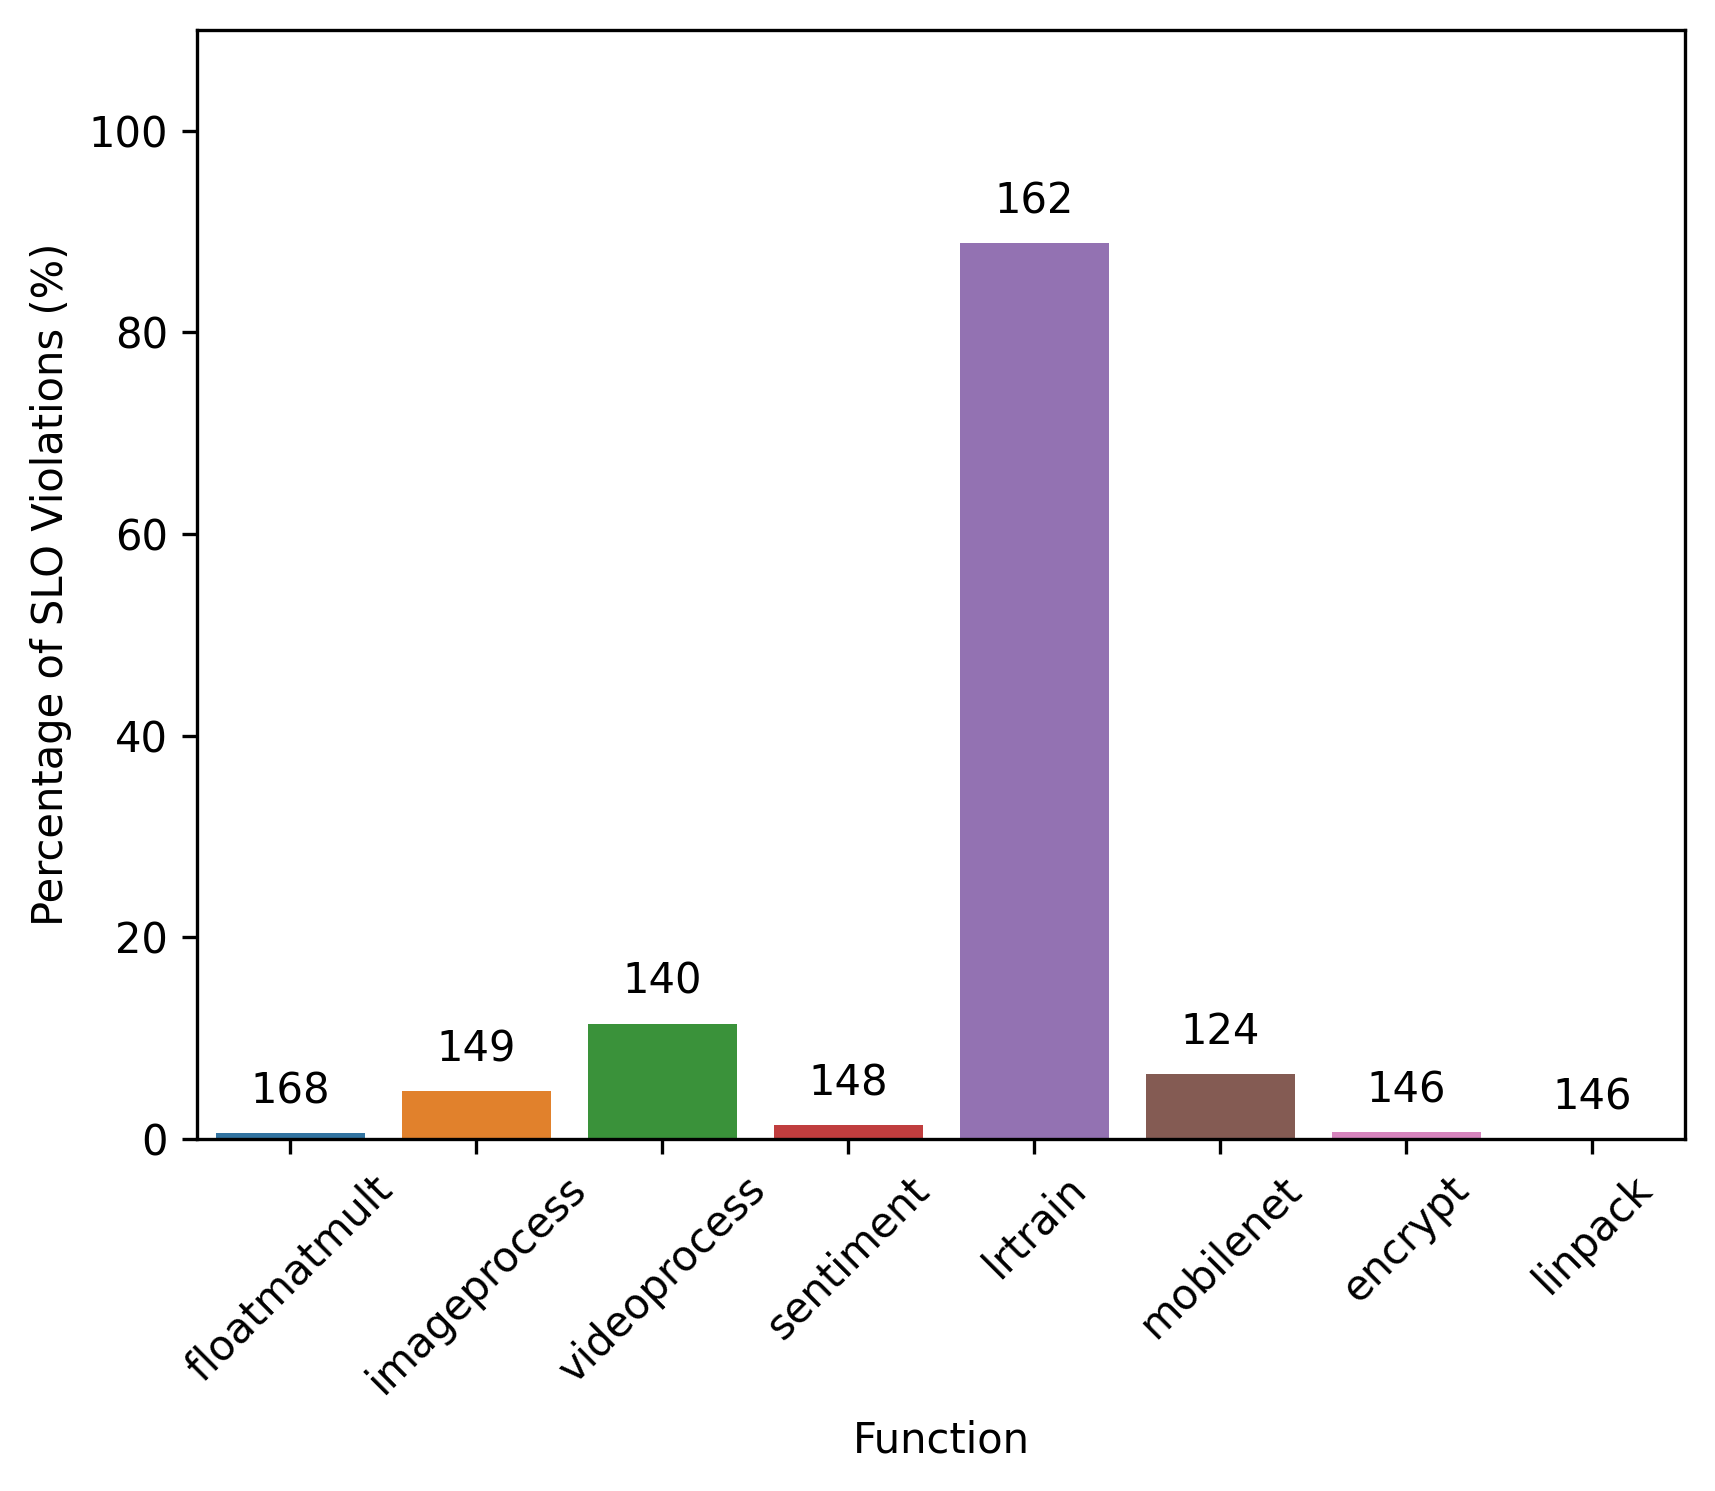 Percentage of SLO Violations (%)
100
80
60
40
20
0
168
149
140
148
162
124
146
146
floatmatmult
imageprocess
videoprocess
sentiment
lrtrain
mobilenet
encrypt
linpack
Function